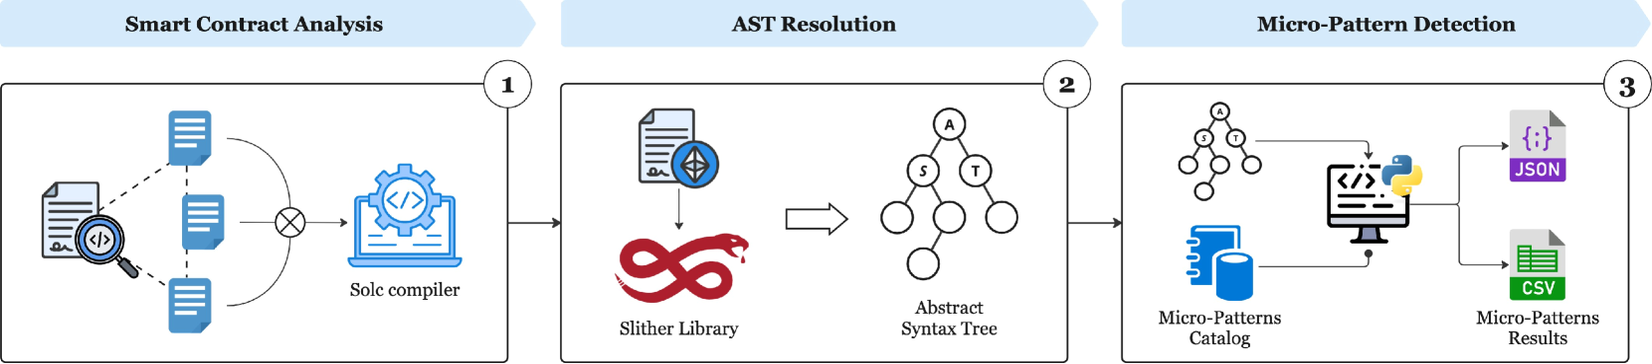 Smart Contract Analysis
AST Resolution
Micro-Pattern Detection
1
2
3
</>
Solc compiler
</>
Slither Library
A
S
T
Abstract
Syntax Tree
A
S
T
</>
Micro-Patterns
Catalog
{;}
JSON
CSV
Micro-Patterns
Results